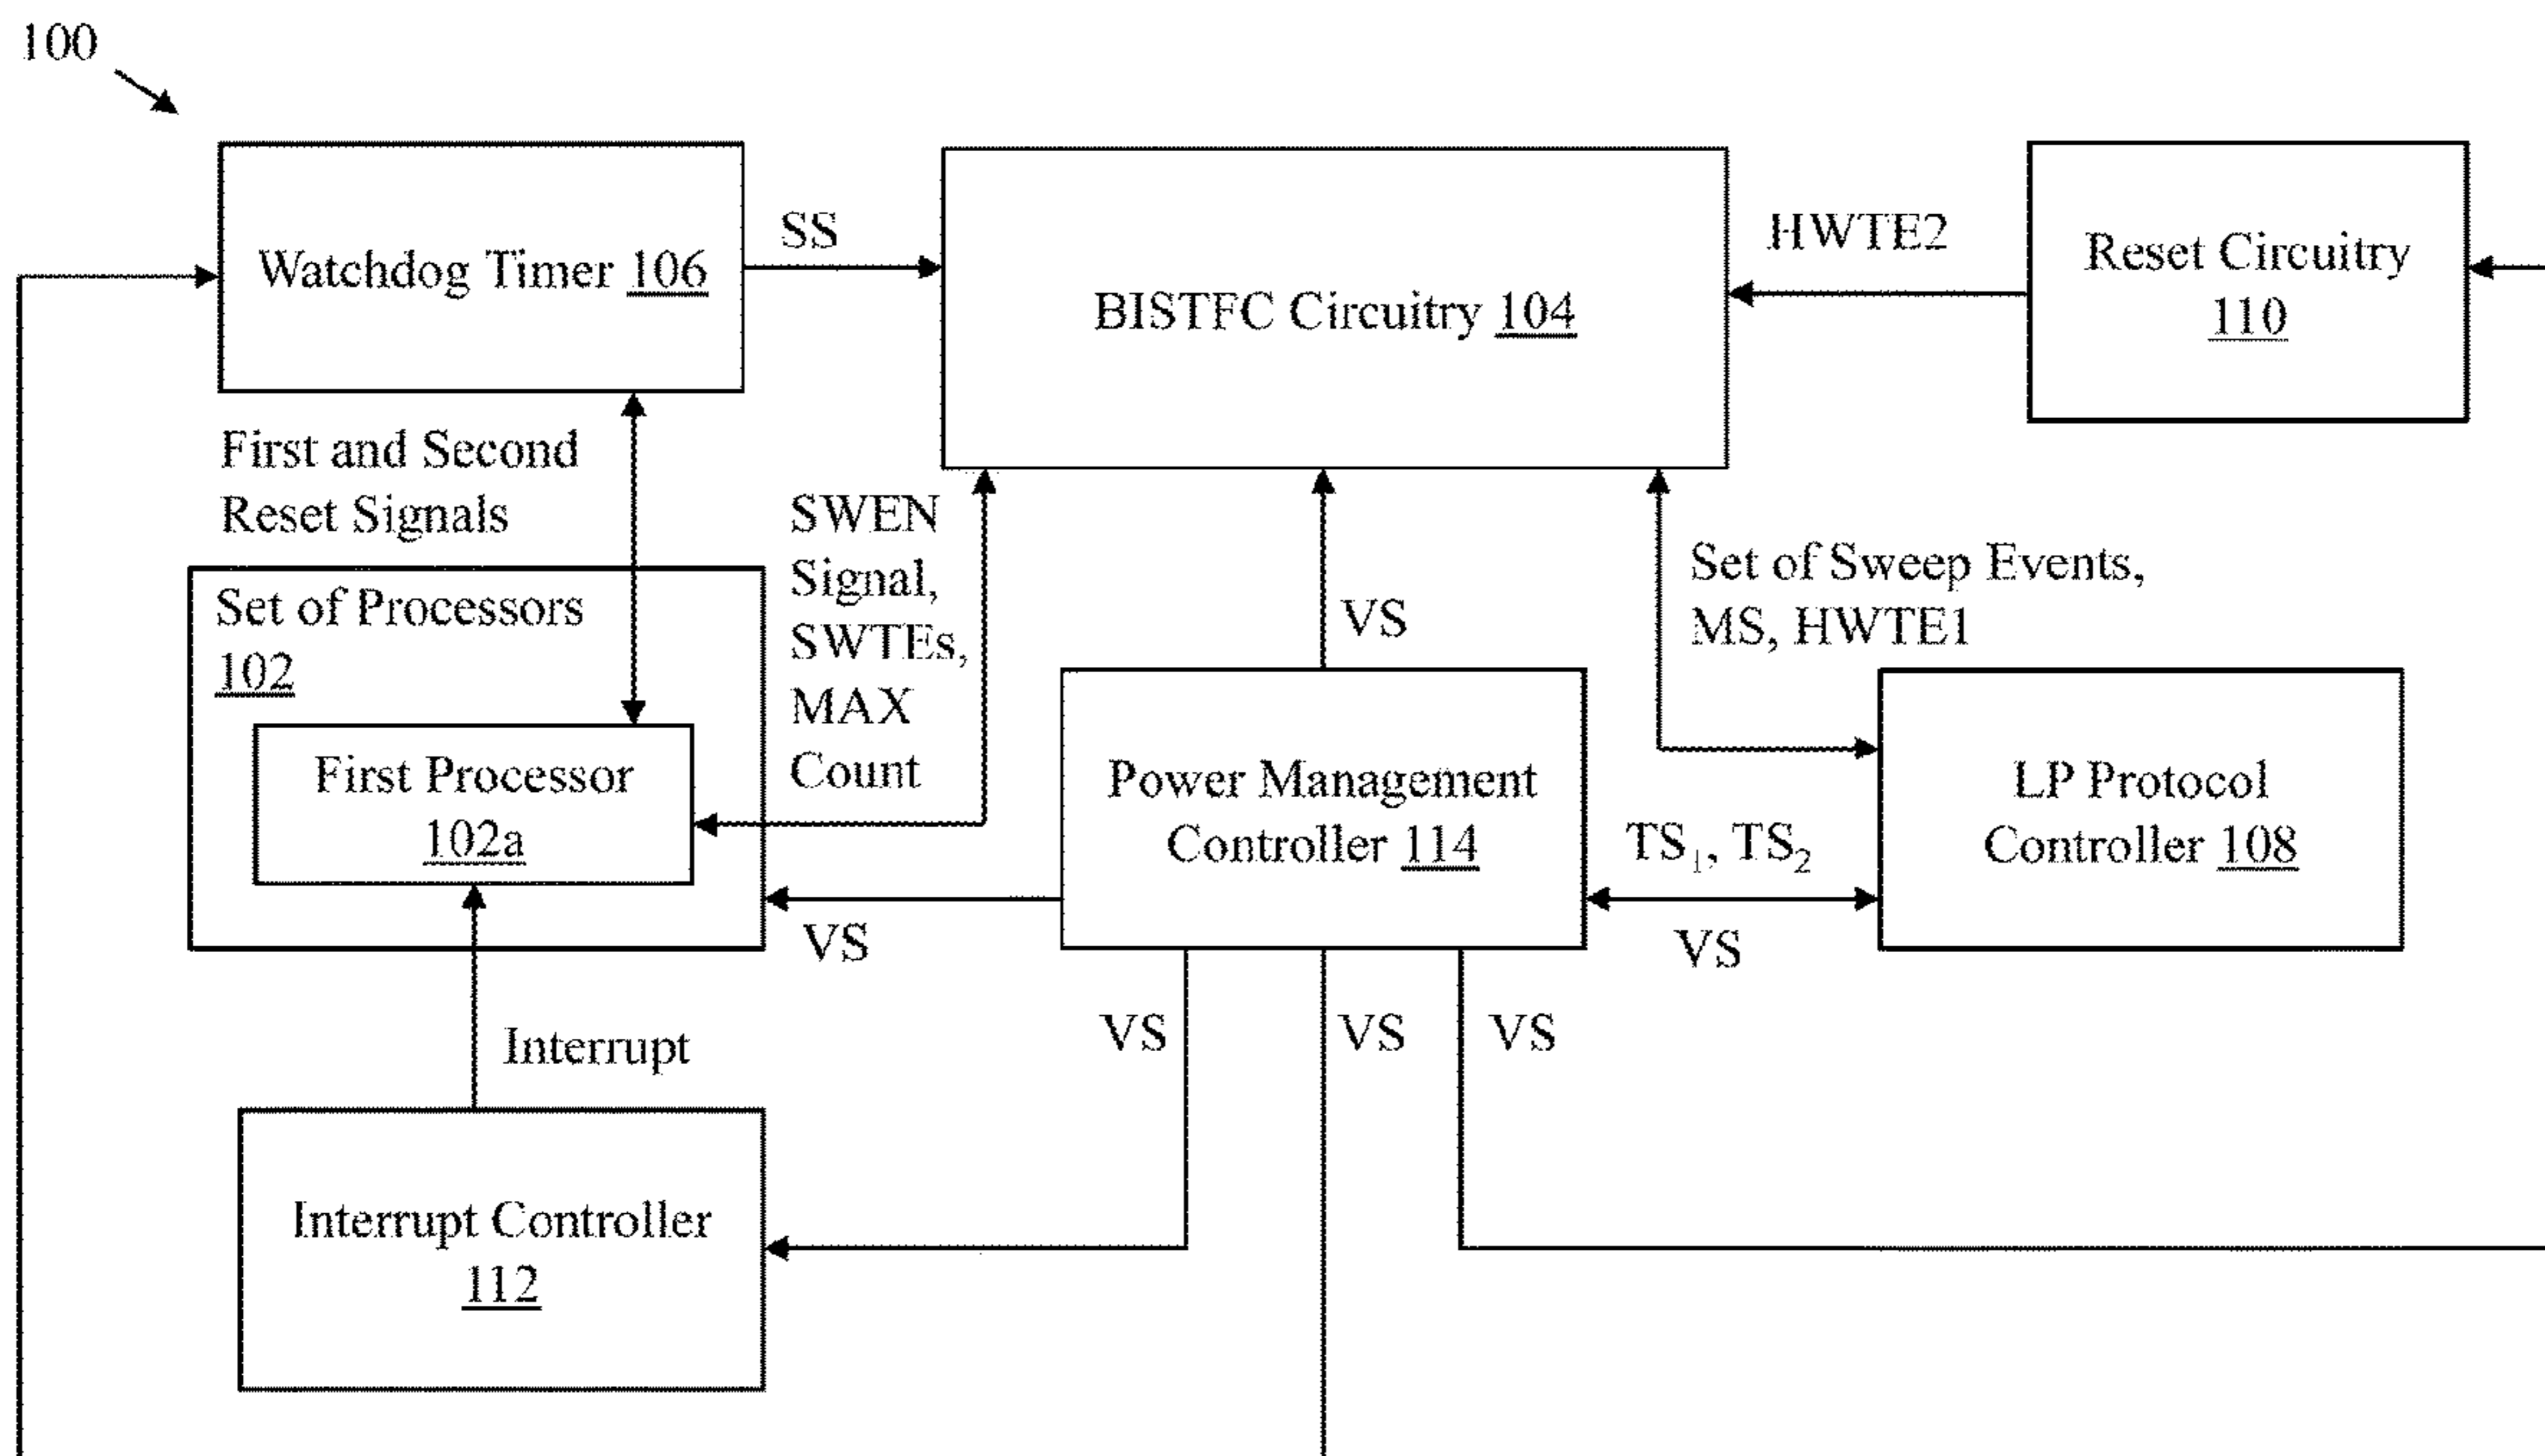 100
Watchdog Timer 106
SS
BISTFC Circuitry 104
HWTE2
Reset Circuitry
110
First and Second
Reset Signals
SWEN
Signal,
SWTEs,
MAX
Count
VS
Set of Sweep Events,
MS, HWTE1
Set of Processors
102
First Processor
102a
Power Management
Controller 114
TS₁, TS₂
VS
LP Protocol
Controller 108
VS
Interrupt
VS
VS
VS
Interrupt Controller
112